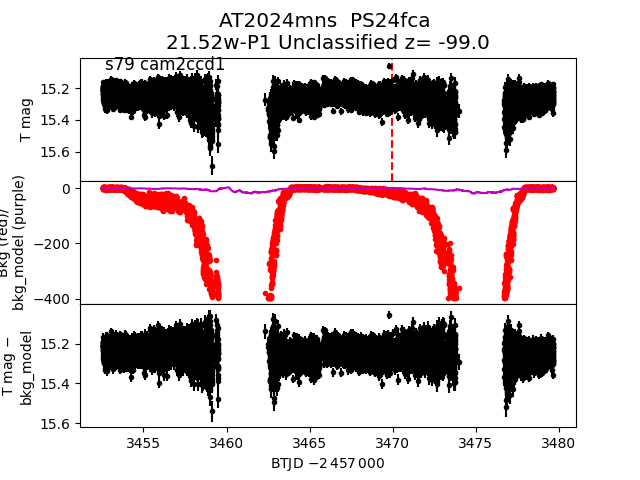 AT2024mns  PS24fca
21.52w-P1 Unclassified z= -99.0
s79 cam2ccd1
15.2
15.4
15.6
T mag
0
−200
−400
Bkg (red)/
bkg_model (purple)
15.2
15.4
15.6
T mag −
bkg_model
3455
3460
3465
3470
3475
3480
BTJD −2 457 000